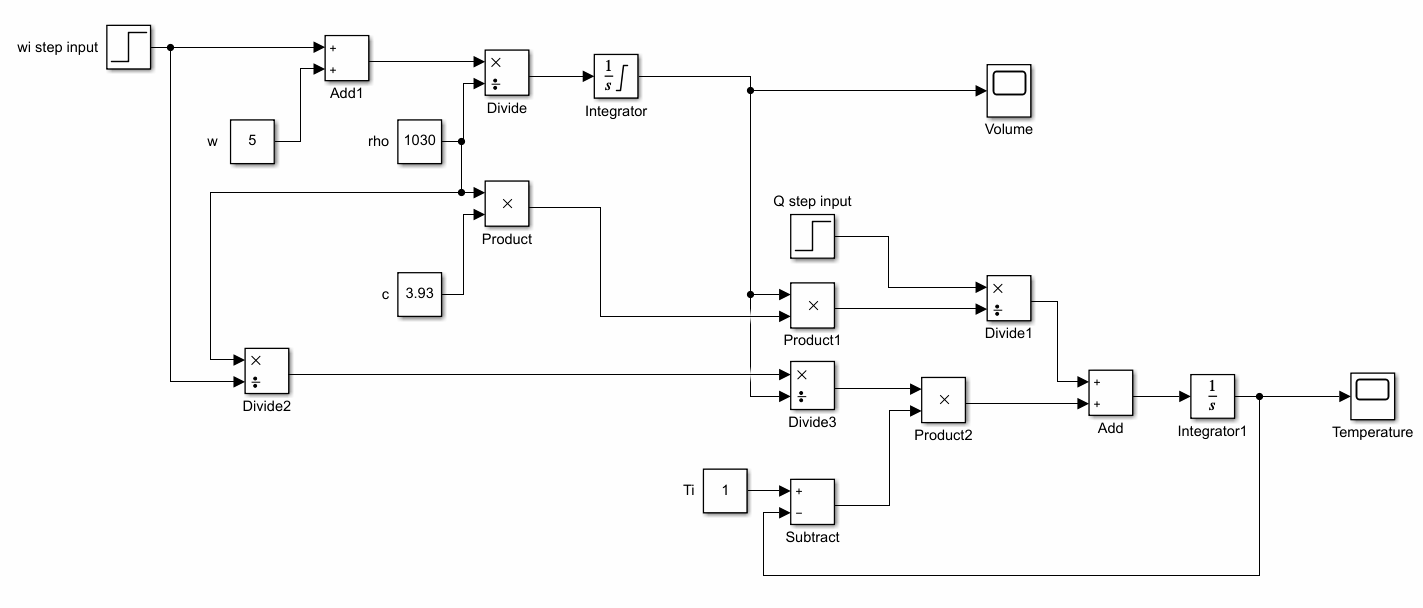 wi step input
+
+
Add1
×
÷
Divide
1
s
Integrator
Volume
w
5
rho
1030
×
Product
Q step input
c
3.93
×
Product1
×
÷
Divide1
×
÷
Divide2
×
÷
Divide3
×
Product2
+
+
Add
1
s
Integrator1
Temperature
Ti
1
+
−
Subtract